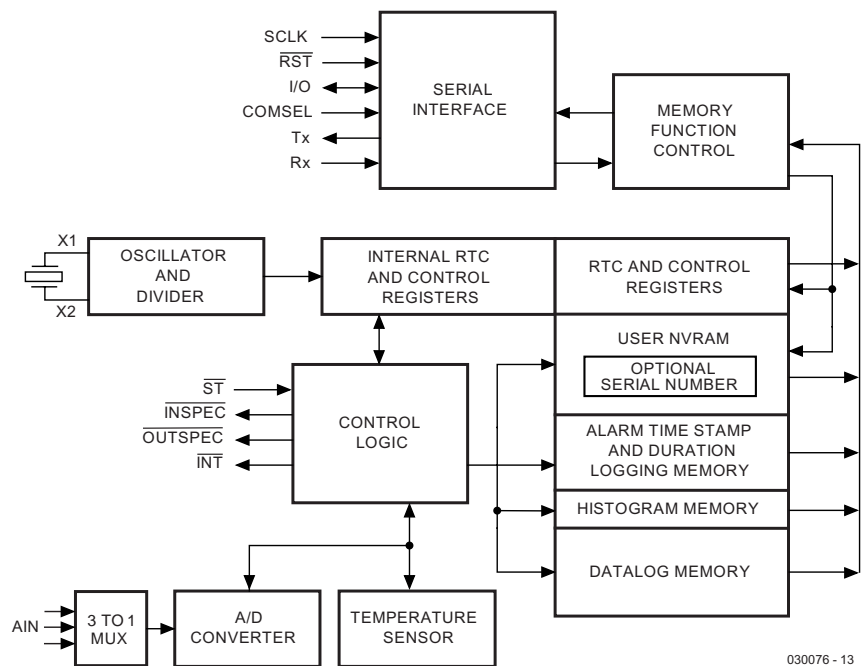 SCLK
RST
I/O
COMSEL
Tx
Rx
SERIAL
INTERFACE
MEMORY
FUNCTION
CONTROL
X1
X2
OSCILLATOR
AND
DIVIDER
INTERNAL RTC
AND CONTROL
REGISTERS
RTC AND CONTROL
REGISTERS
USER NVRAM
OPTIONAL
SERIAL NUMBER
ST
INSPEC
OUTSPEC
INT
CONTROL
LOGIC
ALARM TIME STAMP
AND DURATION
LOGGING MEMORY
HISTOGRAM MEMORY
DATALOG MEMORY
AIN
3 TO 1
MUX
A/D
CONVERTER
TEMPERATURE
SENSOR
030076 - 13